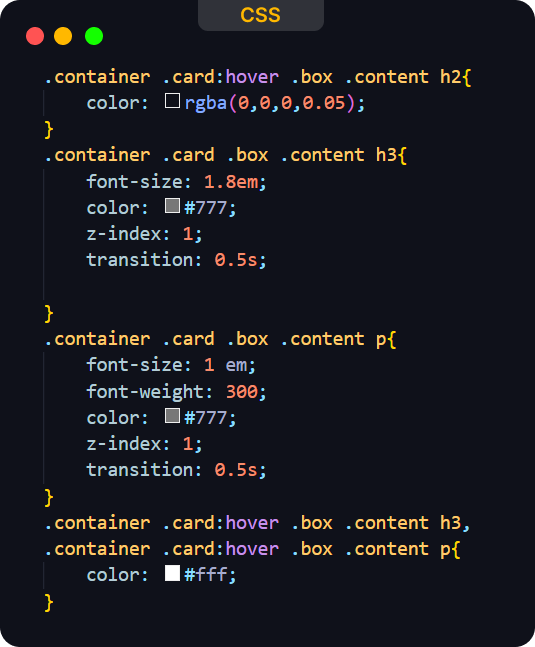 CSS
.container .card:hover .box .content h2{
    color: rgba(0,0,0,0.05);
}
.container .card .box .content h3{
    font-size: 1.8em;
    color: #777;
    z-index: 1;
    transition: 0.5s;

}
.container .card .box .content p{
    font-size: 1 em;
    font-weight: 300;
    color: #777;
    z-index: 1;
    transition: 0.5s;
}
.container .card:hover .box .content h3,
.container .card:hover .box .content p{
    color: #fff;
}